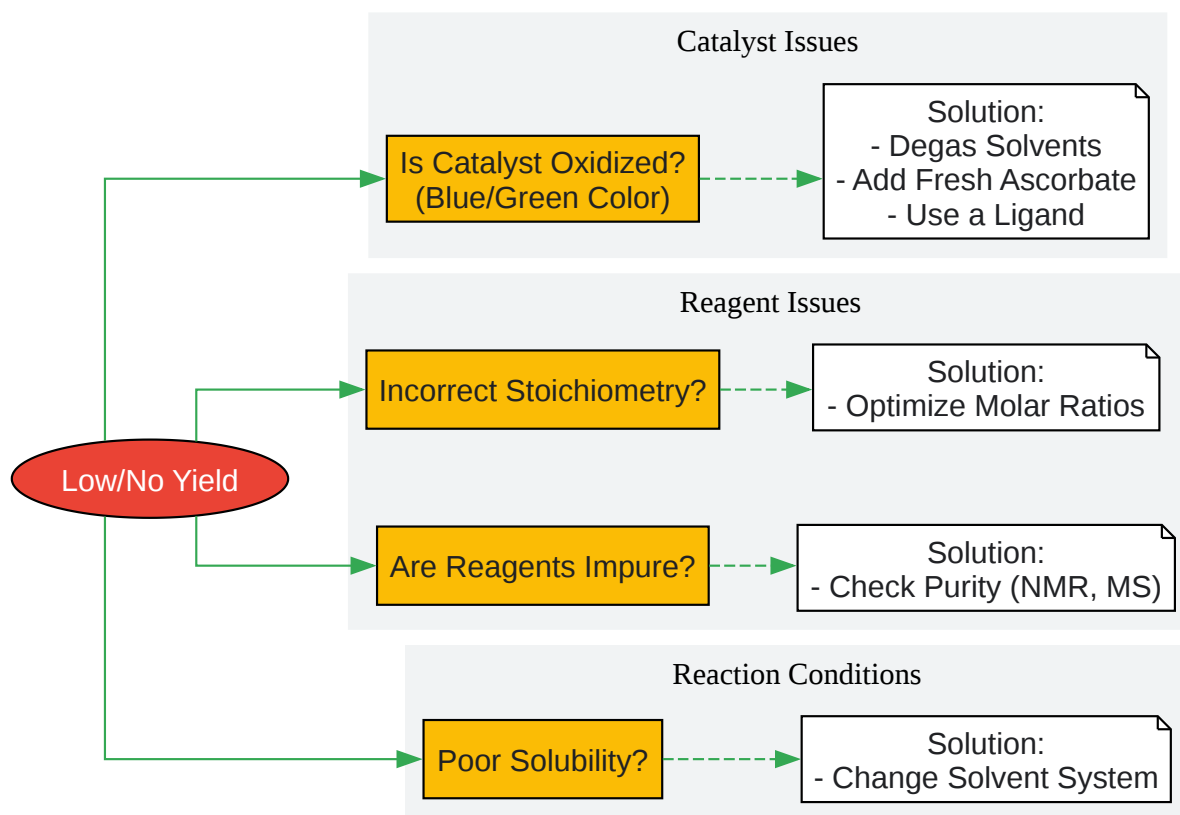 Catalyst Issues
Is Catalyst Oxidized?
(Blue/Green Color)
Solution:
- Degas Solvents
- Add Fresh Ascorbate
- Use a Ligand
Reagent Issues
Incorrect Stoichiometry?
Solution:
- Optimize Molar Ratios
Low/No Yield
Are Reagents Impure?
Solution:
- Check Purity (NMR, MS)
Reaction Conditions
Poor Solubility?
Solution:
- Change Solvent System